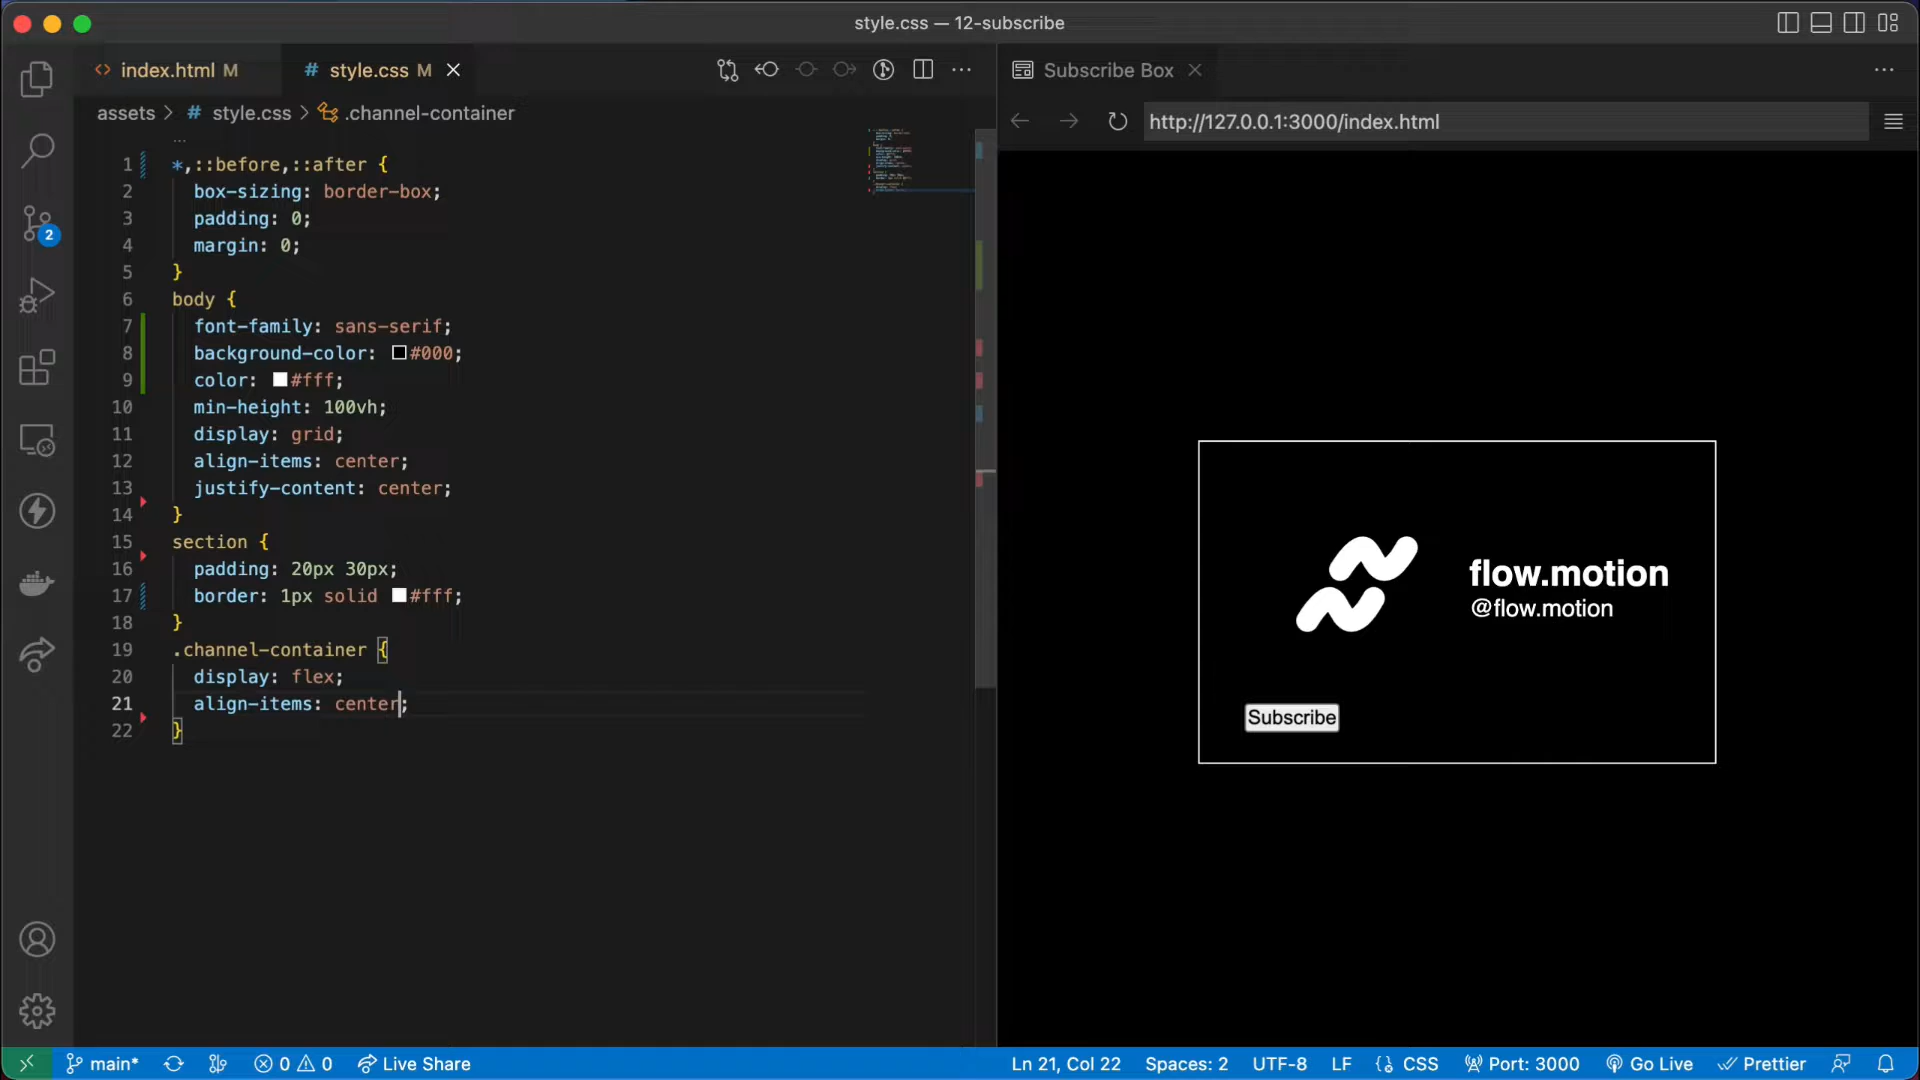 style.css — 12-subscribe
index.html M
# style.css M
Subscribe Box
assets > # style.css > .channel-container
http://127.0.0.1:3000/index.html
...
1 *,::before,::after {
2 box-sizing: border-box;
3 padding: 0;
4 margin: 0;
5 }
6 body {
7 font-family: sans-serif;
8 background-color: #000;
9 color: #fff;
10 min-height: 100vh;
11 display: grid;
12 align-items: center;
13 justify-content: center;
14 }
15 section {
16 padding: 20px 30px;
17 border: 1px solid #fff;
18 }
19 .channel-container {
20 display: flex;
21 align-items: center;
22 }
2
flow.motion
@flow.motion
Subscribe
main* 0 0 Live Share
Ln 21, Col 22 Spaces: 2 UTF-8 LF {} CSS Port: 3000 Go Live Prettier